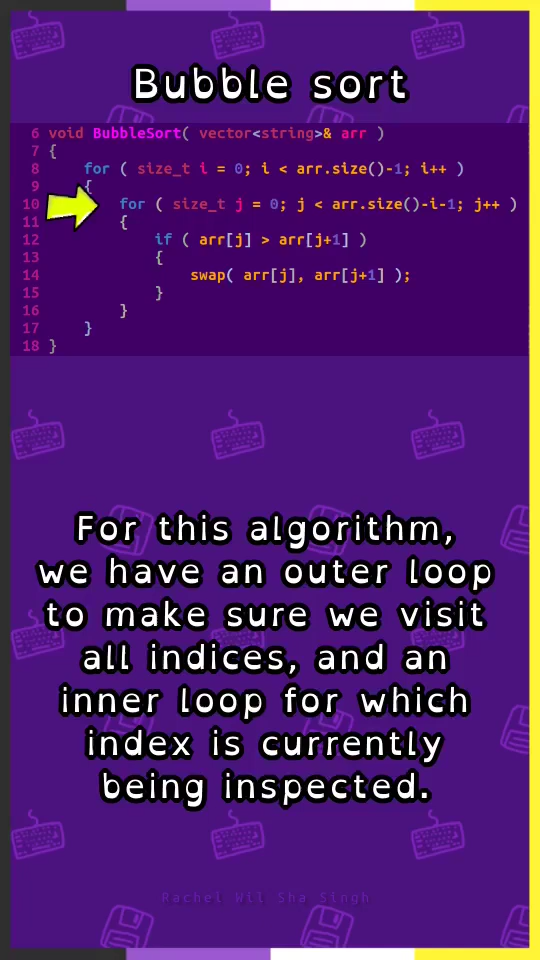 Bubble sort
6 void BubbleSort( vector<string>& arr )
7 {
8     for ( size_t i = 0; i < arr.size()-1; i++ )
9     {
10         for ( size_t j = 0; j < arr.size()-i-1; j++ )
11         {
12             if ( arr[j] > arr[j+1] )
13             {
14                 swap( arr[j], arr[j+1] );
15             }
16         }
17     }
18 }
For this algorithm,
we have an outer loop
to make sure we visit
all indices, and an
inner loop for which
index is currently
being inspected.
Rachel Wil Sha Singh